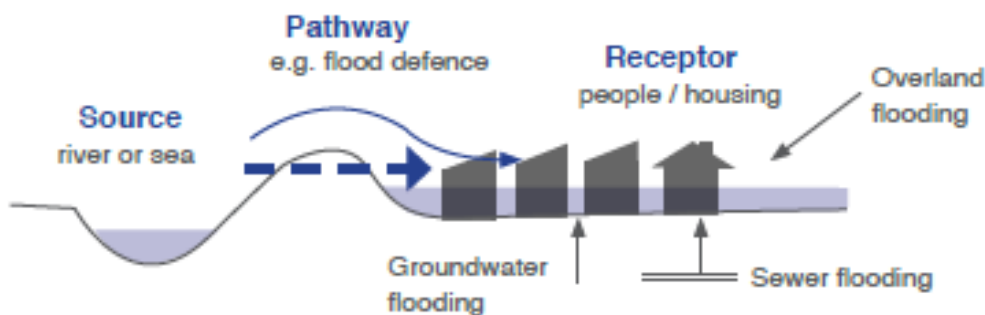 Pathway
e.g. flood defence
Receptor
people / housing
Overland
flooding
Source
river or sea
Groundwater
flooding
Sewer flooding